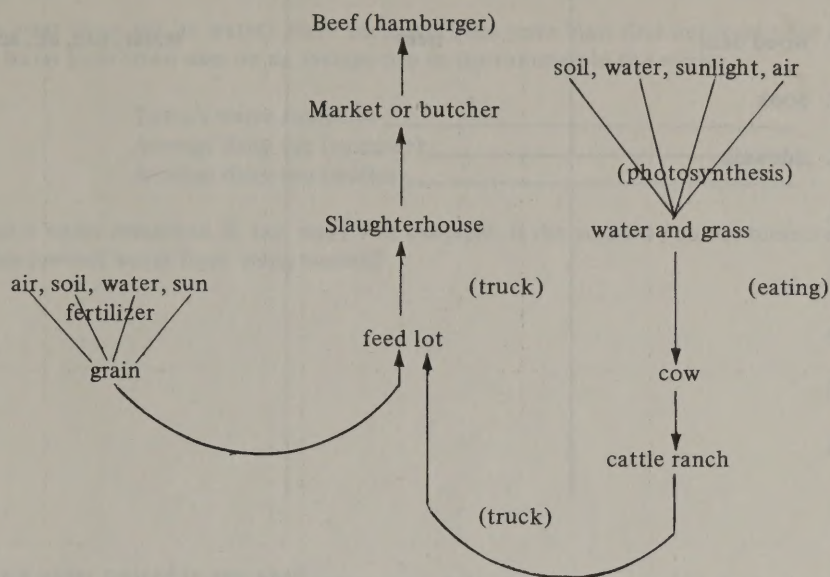 Beef (hamburger)
soil, water, sunlight, air
Market or butcher
(photosynthesis)
Slaughterhouse
water and grass
air, soil, water, sun
fertilizer
(truck)
(eating)
feed lot
grain
cow
cattle ranch
(truck)